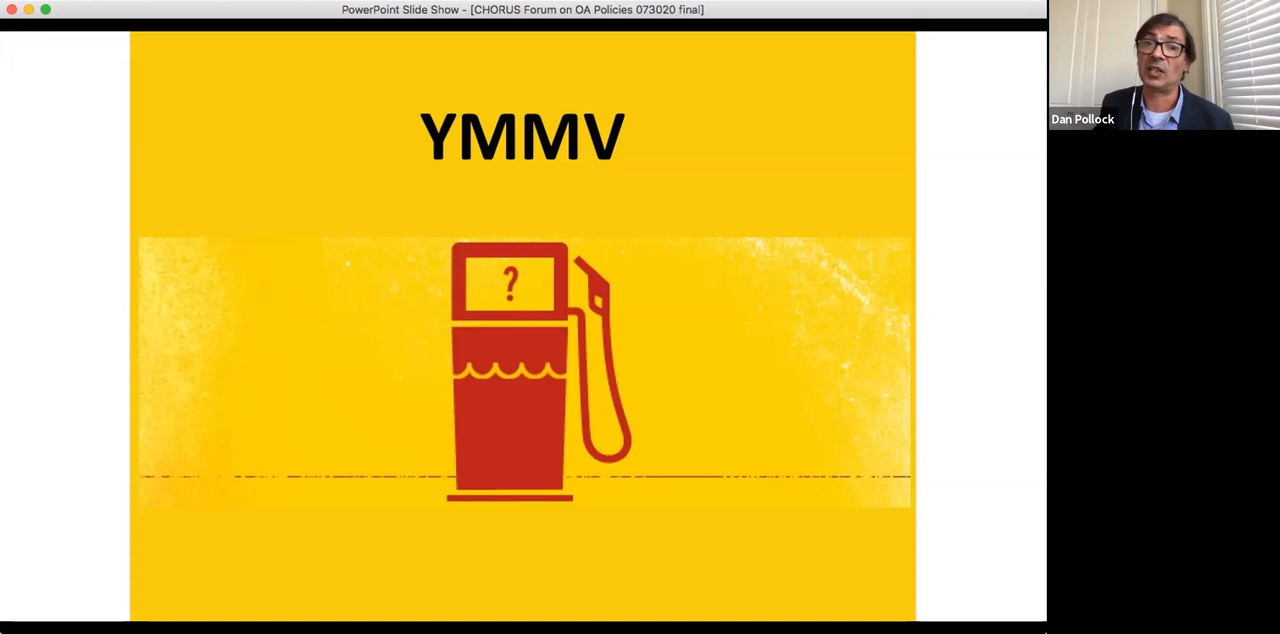 PowerPoint Slide Show - [CHORUS Forum on OA Policies 073020 final]
YMMV
?
Dan Pollock